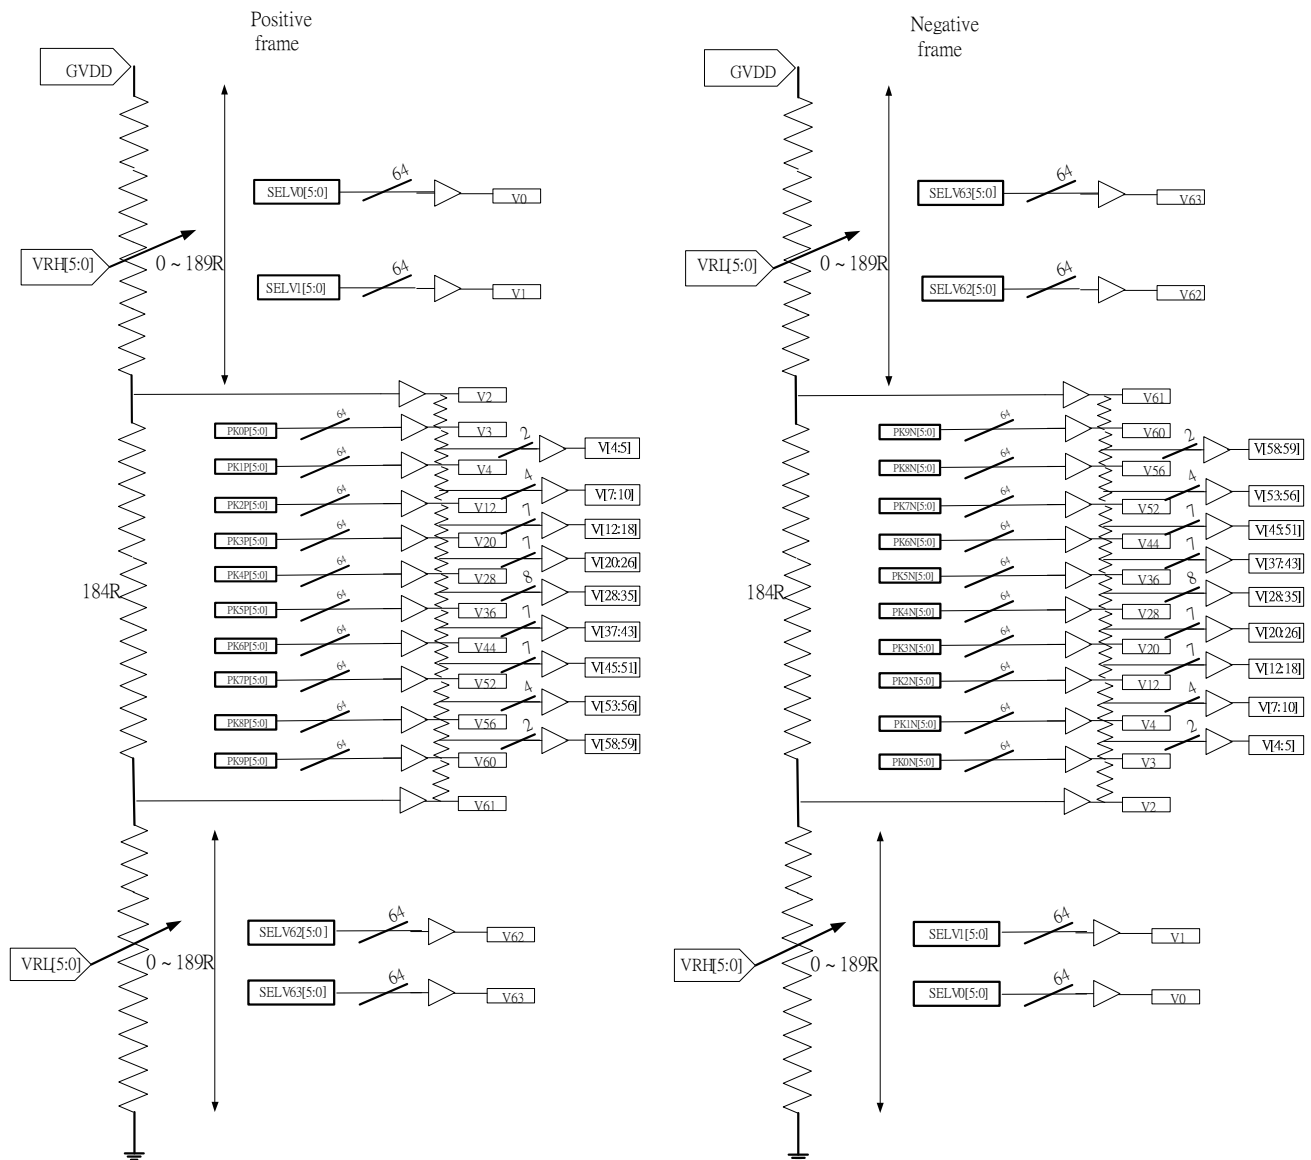 Positive
frame
GVDD
SELV0[5:0]
64
V0
VRH[5:0]
0 ~ 189R
SELV1[5:0]
64
V1
V2
PK0P[5:0]
64
V3
2
V[4:5]
PK1P[5:0]
64
V4
4
V[7:10]
PK2P[5:0]
64
V12
7
V[12:18]
PK3P[5:0]
64
V20
7
V[20:26]
PK4P[5:0]
64
V28
184R
8
V[28:35]
PK5P[5:0]
64
V36
7
V[37:43]
PK6P[5:0]
64
V44
7
V[45:51]
PK7P[5:0]
64
V52
4
V[53:56]
PK8P[5:0]
64
V56
2
V[58:59]
PK9P[5:0]
64
V60
V61
SELV62[5:0]
64
V62
VRL[5:0]
0 ~ 189R
SELV63[5:0]
64
V63
Negative
frame
GVDD
SELV63[5:0]
64
V63
VRL[5:0]
0 ~ 189R
SELV62[5:0]
64
V62
V61
PK9N[5:0]
64
V60
2
V[58:59]
PK8N[5:0]
64
V56
4
V[53:56]
PK7N[5:0]
64
V52
7
V[45:51]
PK6N[5:0]
64
V44
7
V[37:43]
PK5N[5:0]
64
V36
184R
8
V[28:35]
PK4N[5:0]
64
V28
7
V[20:26]
PK3N[5:0]
64
V20
7
V[12:18]
PK2N[5:0]
64
V12
4
V[7:10]
PK1N[5:0]
64
V4
2
V[4:5]
PK0N[5:0]
64
V3
V2
SELV1[5:0]
64
V1
VRH[5:0]
0 ~ 189R
SELV0[5:0]
64
V0